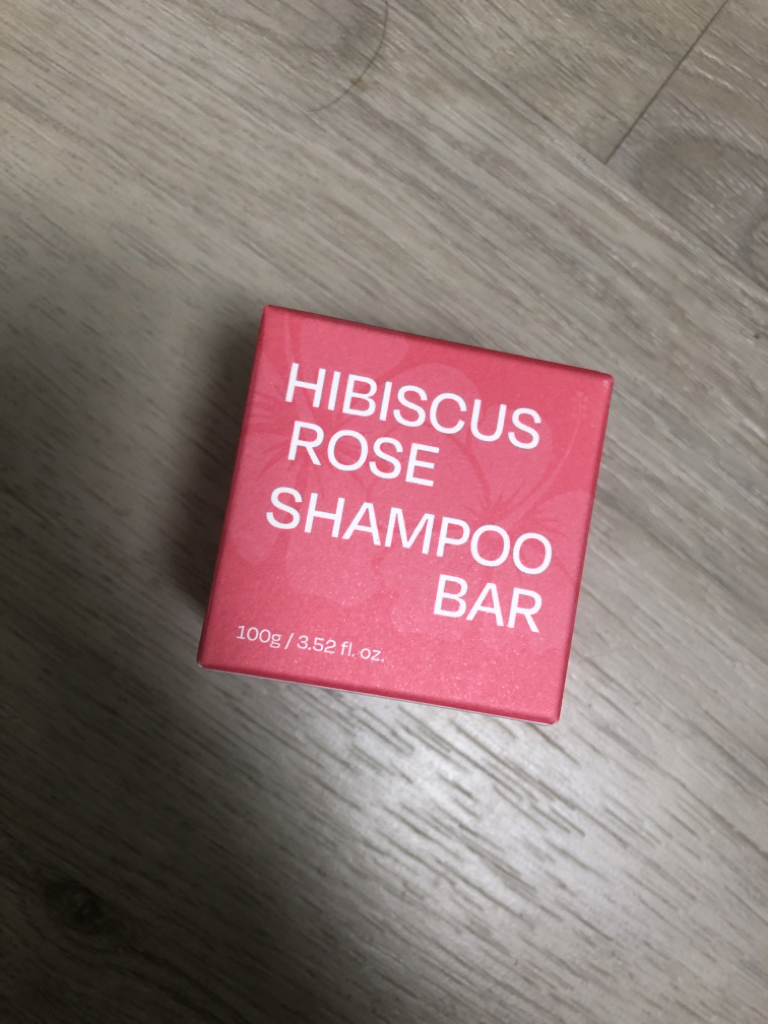 HIBISCUS
ROSE
SHAMPOO
BAR
100g / 3.52 fl. oz.